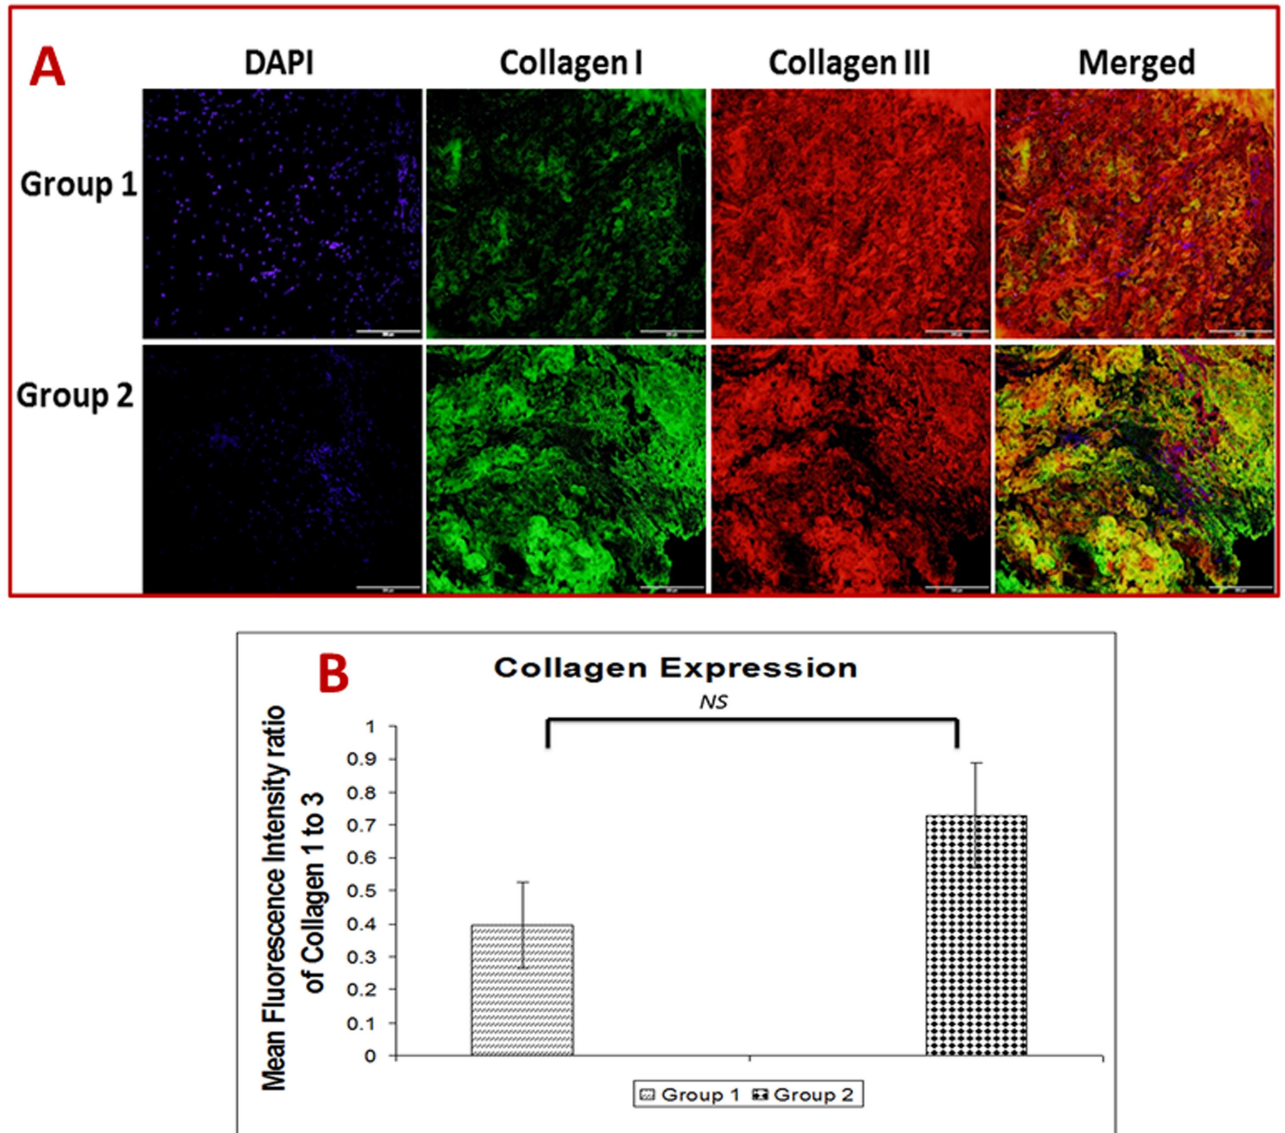 A
DAPI Collagen I Collagen III Merged
Group 1
Group 2
B
Collagen Expression
NS
Mean Fluorescence Intensity ratio
of Collagen 1 to 3
1
0.9
0.8
0.7
0.6
0.5
0.4
0.3
0.2
0.1
0
Group 1 Group 2